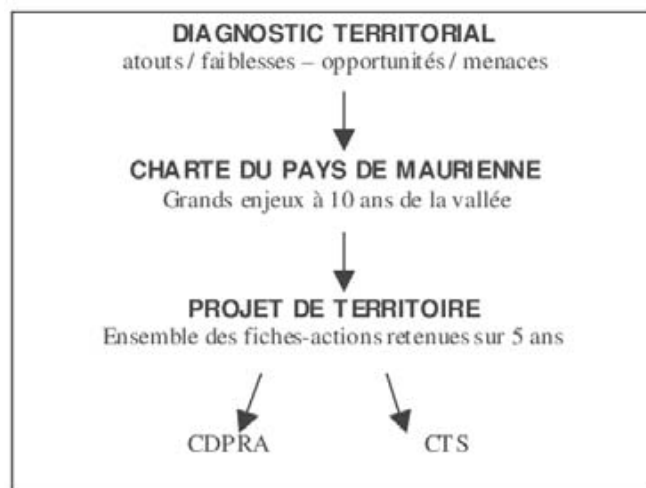 DIAGNOSTIC TERRITORIAL
atouts / faiblesses – opportunités / menaces
CHARTE DU PAYS DE MAURIENNE
Grands enjeux à 10 ans de la vallée
PROJET DE TERRITOIRE
Ensemble des fiches-actions retenues sur 5 ans
CDPRA CTS